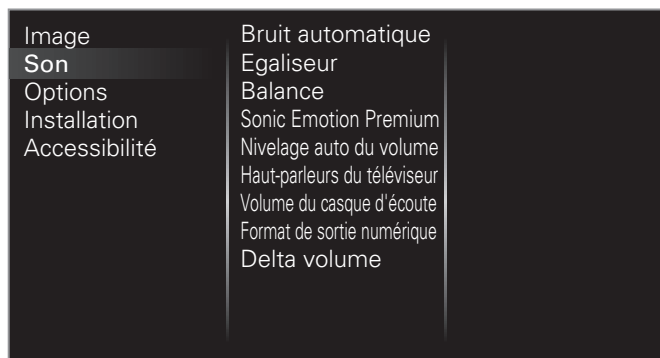 Image
Son
Options
Installation
Accessibilité
Bruit automatique
Egaliseur
Balance
Sonic Emotion Premium
Nivelage auto du volume
Haut-parleurs du téléviseur
Volume du casque d'écoute
Format de sortie numérique
Delta volume